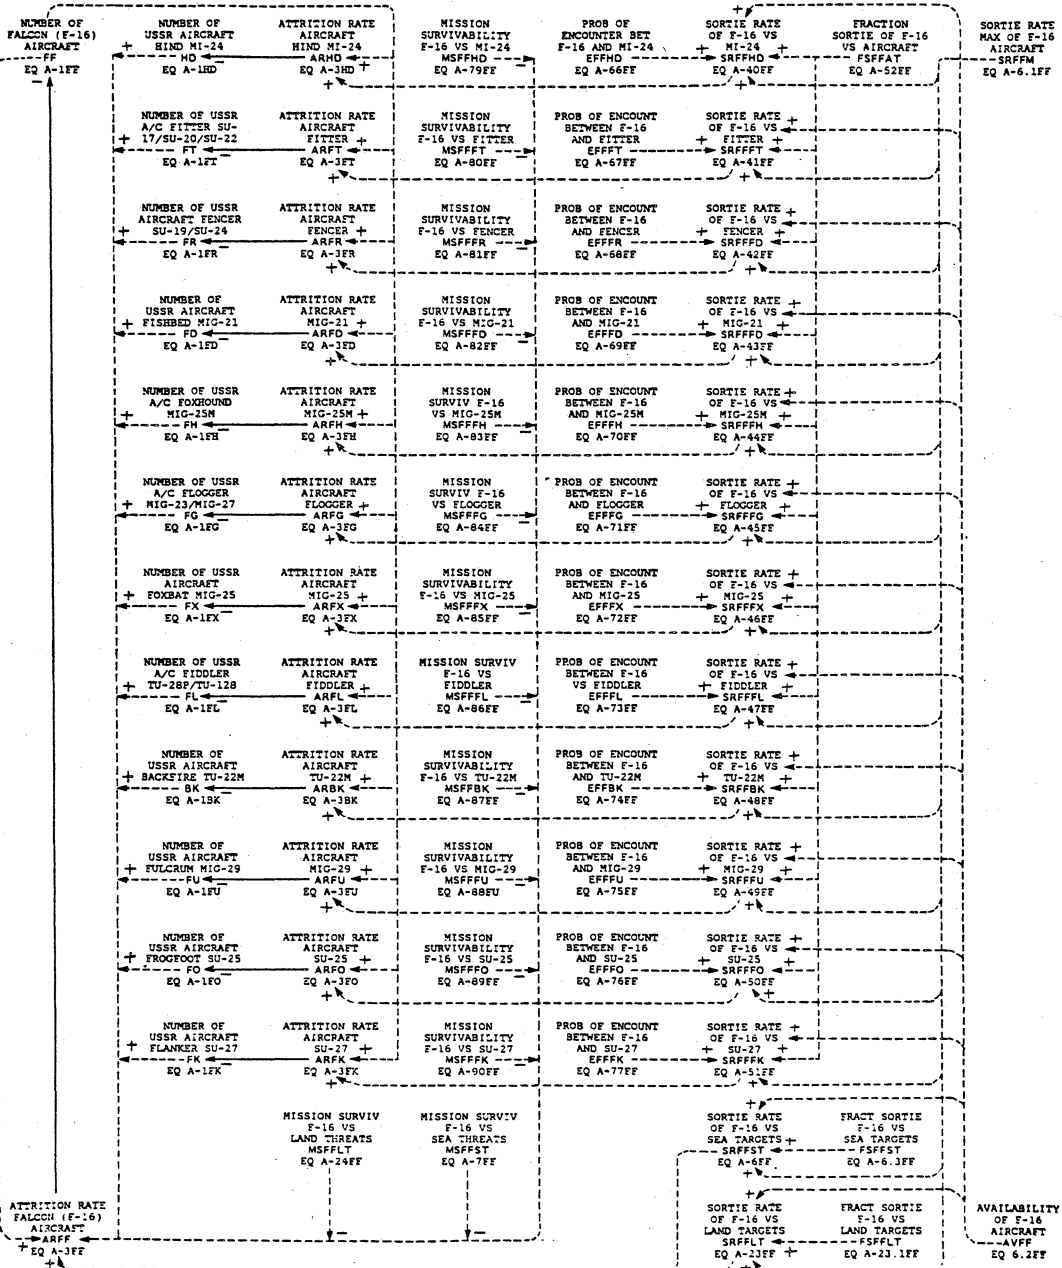 NUMBER OF
FALCON (F-16)
AIRCRAFT
FF
EQ A-1FF
NUMBER OF
USSR AIRCRAFT
+ HIND MI-24
HD
EQ A-1HD
ATTRITION RATE
AIRCRAFT
HIND MI-24
ARHD +
EQ A-3HD
MISSION
SURVIVABILITY
F-16 VS MI-24
MSFFHD
EQ A-79FF
PROB OF
ENCOUNTER BET
F-16 AND MI-24
EFFHD
EQ A-66FF
SORTIE RATE
OF F-16 VS
+ MI-24 +
SRFFHD
EQ A-40FF
FRACTION
SORTIE OF F-16
VS AIRCRAFT
FSFFAT
EQ A-52FF
SORTIE RATE
MAX OF F-16
AIRCRAFT
SRFFM
EQ A-6.1FF
NUMBER OF USSR
A/C FITTER SU-
+ 17/SU-20/SU-22
FT
EQ A-1FT
ATTRITION RATE
AIRCRAFT
FITTER +
ARFT
EQ A-3FT
+
MISSION
SURVIVABILITY
F-16 VS FITTER
MSFFFT
EQ A-80FF
PROB OF ENCOUNT
BETWEEN F-16
AND FITTER
EFFFT
EQ A-67FF
SORTIE RATE +
OF F-16 VS
+ FITTER +
SRFFFT
EQ A-41FF
+
NUMBER OF USSR
AIRCRAFT FENCER
+ SU-19/SU-24
FR
EQ A-1FR
ATTRITION RATE
AIRCRAFT
FENCER +
ARFR
EQ A-3FR
+
MISSION
SURVIVABILITY
F-16 VS FENCER
MSFFFR
EQ A-81FF
PROB OF ENCOUNT
BETWEEN F-16
AND FENCER
EFFFR
EQ A-68FF
SORTIE RATE +
OF F-16 VS
+ FENCER +
SRFFFD
EQ A-42FF
+
NUMBER OF
USSR AIRCRAFT
+ FISHBED MIG-21
FD
EQ A-1FD
ATTRITION RATE
AIRCRAFT
MIG-21 +
ARFD
EQ A-3FD
+
MISSION
SURVIVABILITY
F-16 VS MIG-21
MSFFFD
EQ A-82FF
PROB OF ENCOUNT
BETWEEN F-16
AND MIG-21
EFFFD
EQ A-69FF
SORTIE RATE +
OF F-16 VS
+ MIG-21 +
SRFFFD
EQ A-43FF
+
NUMBER OF USSR
A/C FOXHOUND
+ MIG-25M
FH
EQ A-1FH
ATTRITION RATE
AIRCRAFT
MIG-25M +
ARFH
EQ A-3FH
+
MISSION
SURVIV F-16
VS MIG-25M
MSFFFH
EQ A-83FF
PROB OF ENCOUNT
BETWEEN F-16
AND MIG-25M
EFFFH
EQ A-70FF
SORTIE RATE +
OF F-16 VS
+ MIG-25M +
SRFFFH
EQ A-44FF
+
NUMBER OF USSR
A/C FLOGGER
+ MIG-23/MIG-27
FG
EQ A-1FG
ATTRITION RATE
AIRCRAFT
FLOGGER +
ARFG
EQ A-3FG
+
MISSION
SURVIV F-16
VS FLOGGER
MSFFFG
EQ A-84FF
PROB OF ENCOUNT
BETWEEN F-16
AND FLOGGER
EFFFG
EQ A-71FF
SORTIE RATE +
OF F-16 VS
+ FLOGGER +
SRFFFG
EQ A-45FF
+
NUMBER OF USSR
AIRCRAFT
+ FOXBAT MIG-25
FX
EQ A-1FX
ATTRITION RATE
AIRCRAFT
MIG-25 +
ARFX
EQ A-3FX
+
MISSION
SURVIVABILITY
F-16 VS MIG-25
MSFFFX
EQ A-85FF
PROB OF ENCOUNT
BETWEEN F-16
AND MIG-25
EFFFX
EQ A-72FF
SORTIE RATE +
OF F-16 VS
+ MIG-25 +
SRFFFX
EQ A-46FF
+
NUMBER OF USSR
A/C FIDDLER
+ TU-28P/TU-128
FL
EQ A-1FL
ATTRITION RATE
AIRCRAFT
FIDDLER +
ARFL
EQ A-3FL
+
MISSION SURVIV
F-16 VS
FIDDLER
MSFFFL
EQ A-86FF
PROB OF ENCOUNT
BETWEEN F-16
VS FIDDLER
EFFFL
EQ A-73FF
SORTIE RATE +
OF F-16 VS
+ FIDDLER +
SRFFFL
EQ A-47FF
+
NUMBER OF
USSR AIRCRAFT
+ BACKFIRE TU-22M
BK
EQ A-1BK
ATTRITION RATE
AIRCRAFT
TU-22M +
ARBK
EQ A-3BK
+
MISSION
SURVIVABILITY
F-16 VS TU-22M
MSFFBK
EQ A-87FF
PROB OF ENCOUNT
BETWEEN F-16
AND TU-22M
EFFBK
EQ A-74FF
SORTIE RATE +
OF F-16 VS
+ TU-22M +
SRFFBK
EQ A-48FF
+
NUMBER OF
USSR AIRCRAFT
+ FULCRUM MIG-29
FU
EQ A-1FU
ATTRITION RATE
AIRCRAFT
MIG-29 +
ARFU
EQ A-3FU
+
MISSION
SURVIVABILITY
F-16 VS MIG-29
MSFFFU
EQ A-88FU
PROB OF ENCOUNT
BETWEEN F-16
AND MIG-29
EFFFU
EQ A-75FF
SORTIE RATE +
OF F-16 VS
+ MIG-29 +
SRFFFU
EQ A-49FF
+
NUMBER OF
USSR AIRCRAFT
+ FROGFOOT SU-25
FO
EQ A-1FO
ATTRITION RATE
AIRCRAFT
SU-25 +
ARFO
EQ A-3FO
+
MISSION
SURVIVABILITY
F-16 VS SU-25
MSFFFO
EQ A-89FF
PROB OF ENCOUNT
BETWEEN F-16
AND SU-25
EFFFO
EQ A-76FF
SORTIE RATE +
OF F-16 VS
+ SU-25 +
SRFFFO
EQ A-50FF
+
NUMBER OF
USSR AIRCRAFT
+ FLANKER SU-27
FK
EQ A-1FK
ATTRITION RATE
AIRCRAFT
SU-27 +
ARFK
EQ A-3FK
+
MISSION
SURVIVABILITY
F-16 VS SU-27
MSFFFK
EQ A-90FF
PROB OF ENCOUNT
BETWEEN F-16
AND SU-27
EFFFK
EQ A-77FF
SORTIE RATE +
OF F-16 VS
+ SU-27 +
SRFFFK
EQ A-51FF
+
MISSION SURVIV
F-16 VS
LAND THREATS
MSFFLT
EQ A-24FF
MISSION SURVIV
F-16 VS
SEA THREATS
MSFFST
EQ A-7FF
SORTIE RATE
OF F-16 VS
SEA TARGETS +
SRFFST
EQ A-6FF
+
FRACT SORTIE
F-16 VS
SEA TARGETS
FSFFST
EQ A-6.3FF
ATTRITION RATE
FALCON (F-16)
AIRCRAFT
ARFF
+ EQ A-3FF
+
SORTIE RATE
OF F-16 VS
LAND TARGETS
SRFFLT
EQ A-23FF +
+
FRACT SORTIE
F-16 VS
LAND TARGETS
FSFFLT
EQ A-23.1FF
AVAILABILITY
OF F-16
AIRCRAFT
AVFF
EQ 6.2FF